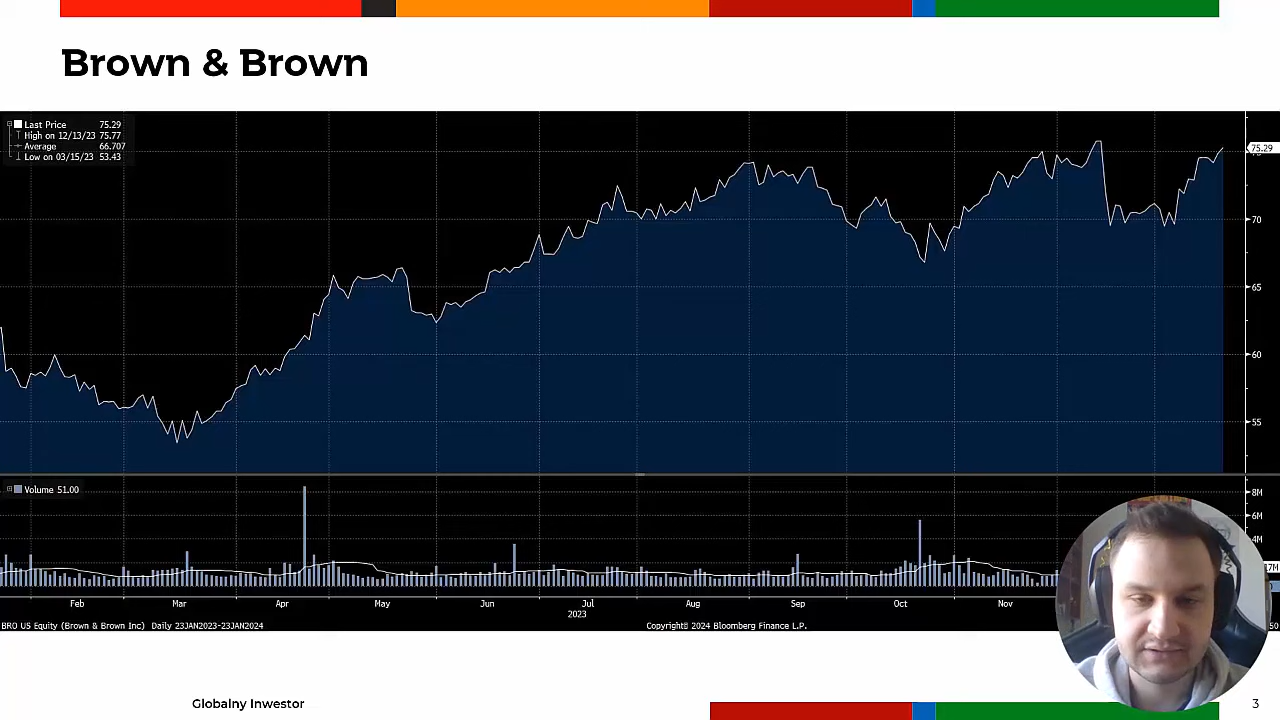 Brown & Brown
Last Price 75.29
High on 12/13/23 75.77
Average 66.707
Low on 03/15/23 53.43
75.29
70
65
60
55
Volume 51.00
8M
6M
4M
Feb Mar Apr May Jun Jul Aug Sep Oct Nov
2023
BRO US Equity (Brown & Brown Inc) Daily 23JAN2023-23JAN2024
Copyright© 2024 Bloomberg Finance L.P.
Globalny Inwestor
3